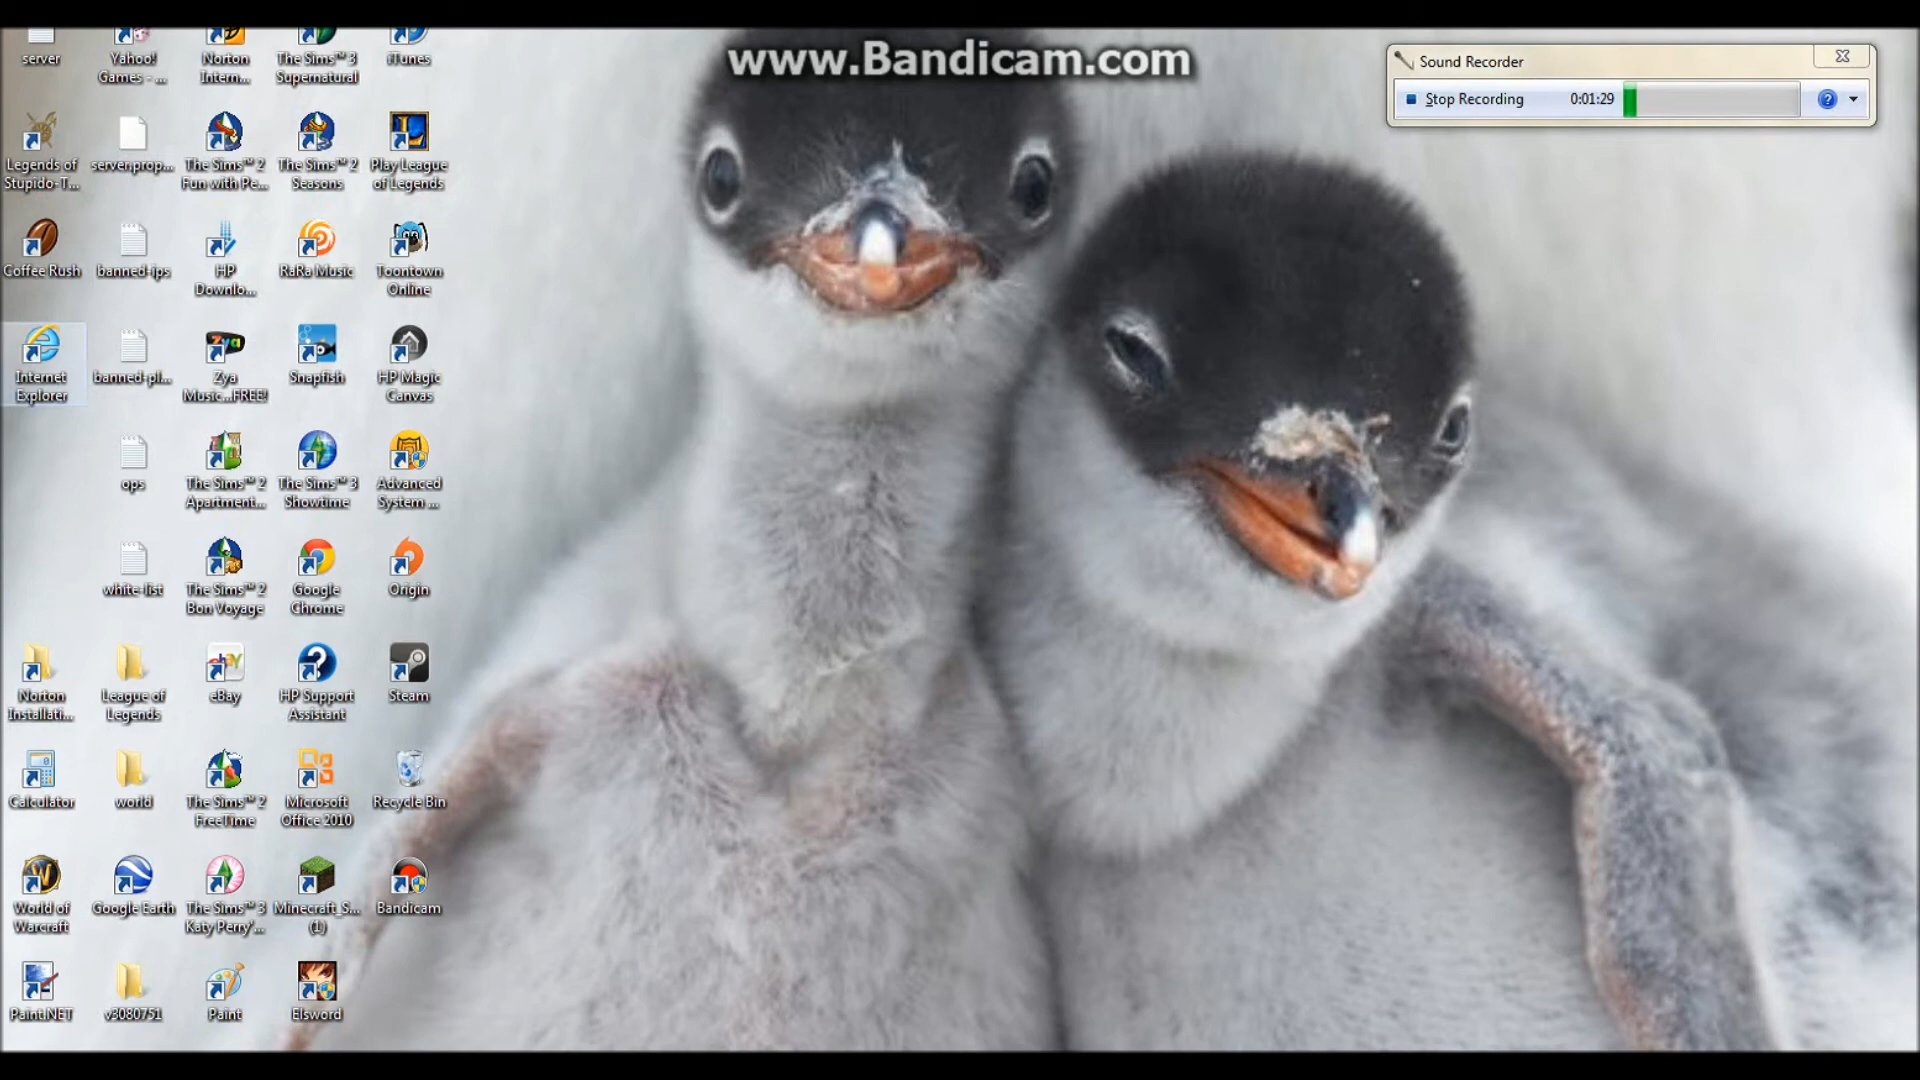 www.Bandicam.com
Sound Recorder
Stop Recording 0:01:29
server
Yahoo! Games - ...
Norton Intern...
The Sims™ 3 Supernatural
iTunes
Legends of Stupido-T...
serverprop...
The Sims™ 2 Fun with Pe...
The Sims™ 2 Seasons
Play League of Legends
Coffee Rush
banned-ips
HP Downlo...
RaRa Music
Toontown Online
Internet Explorer
banned-pl...
Zya Music...FREE!
Snapfish
HP Magic Canvas
ops
The Sims™ 2 Apartment...
The Sims™ 3 Showtime
Advanced System ...
white-list
The Sims™ 2 Bon Voyage
Google Chrome
Origin
Norton Installati...
League of Legends
eBay
HP Support Assistant
Steam
Calculator
world
The Sims™ 2 FreeTime
Microsoft Office 2010
Recycle Bin
World of Warcraft
Google Earth
The Sims™ 3 Katy Perry'...
Minecraft_S... (1)
Bandicam
Paint.NET
v3080751
Paint
Elsword